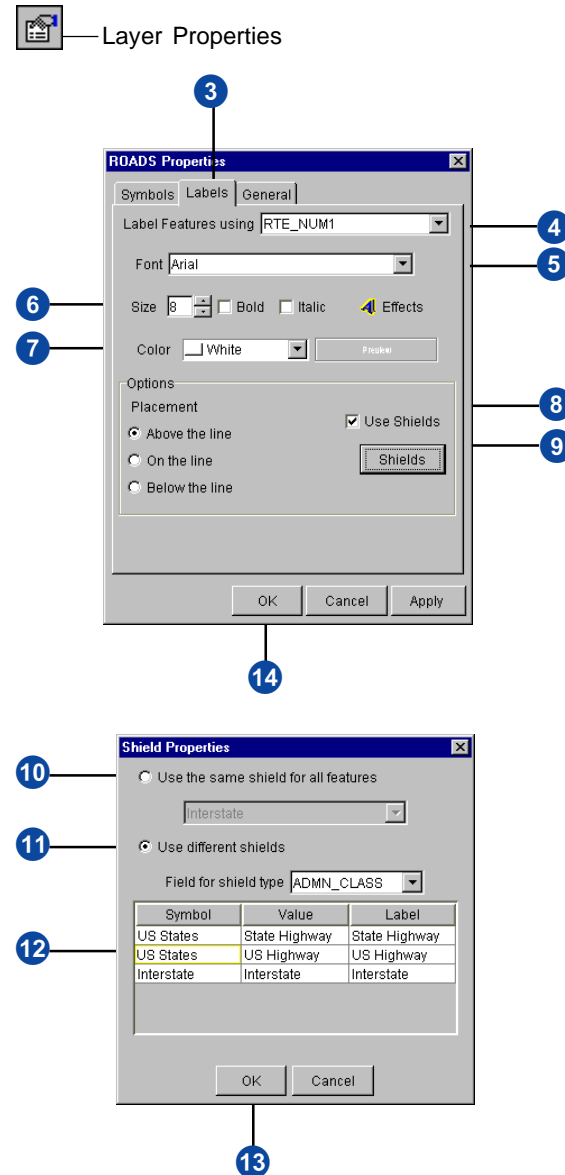 Layer Properties
3
ROADS Properties
Symbols Labels General
Label Features using RTE_NUM1
4
Font Arial
5
6
Size 8 Bold Italic A Effects
7
Color White Preview
Options
Placement
8
Use Shields
Above the line
9
On the line
Shields
Below the line
OK Cancel Apply
14
Shield Properties
10
Use the same shield for all features
Interstate
11
Use different shields
Field for shield type ADMN_CLASS
Symbol Value Label
US States State Highway State Highway
12
US States US Highway US Highway
Interstate Interstate Interstate
OK Cancel
13